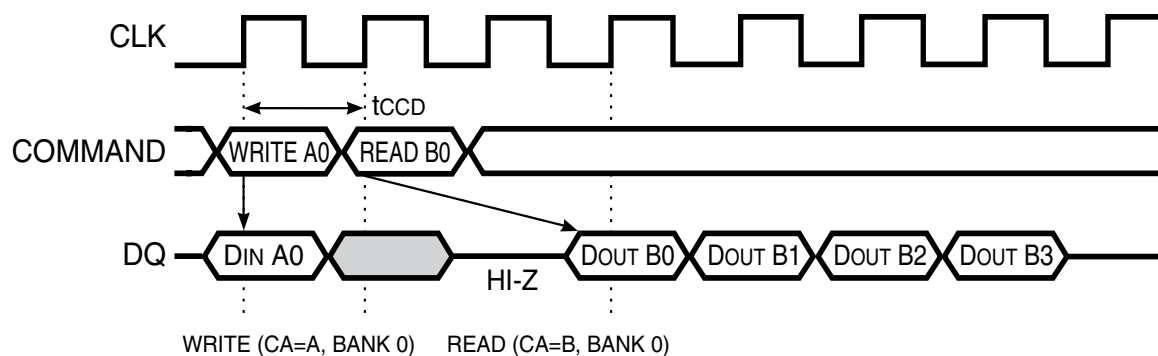 CLK
tCCD
COMMAND WRITE A0 READ B0
DQ DIN A0 HI-Z DOUT B0 DOUT B1 DOUT B2 DOUT B3
WRITE (CA=A, BANK 0) READ (CA=B, BANK 0)